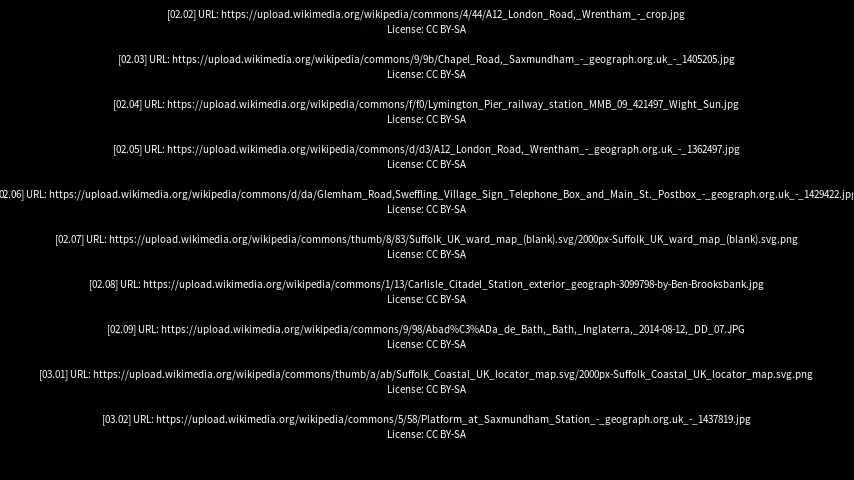 [02.02] URL: https://upload.wikimedia.org/wikipedia/commons/4/44/A12_London_Road,_Wrentham_-_crop.jpg
License: CC BY-SA
[02.03] URL: https://upload.wikimedia.org/wikipedia/commons/9/9b/Chapel_Road,_Saxmundham_-_geograph.org.uk_-_1405205.jpg
License: CC BY-SA
[02.04] URL: https://upload.wikimedia.org/wikipedia/commons/f/f0/Lymington_Pier_railway_station_MMB_09_421497_Wight_Sun.jpg
License: CC BY-SA
[02.05] URL: https://upload.wikimedia.org/wikipedia/commons/d/d3/A12_London_Road,_Wrentham_-_geograph.org.uk_-_1362497.jpg
License: CC BY-SA
02.06] URL: https://upload.wikimedia.org/wikipedia/commons/d/da/Glemham_Road,Sweffling_Village_Sign_Telephone_Box_and_Main_St._Postbox_-_geograph.org.uk_-_1429422.jpg
License: CC BY-SA
[02.07] URL: https://upload.wikimedia.org/wikipedia/commons/thumb/8/83/Suffolk_UK_ward_map_(blank).svg/2000px-Suffolk_UK_ward_map_(blank).svg.png
License: CC BY-SA
[02.08] URL: https://upload.wikimedia.org/wikipedia/commons/1/13/Carlisle_Citadel_Station_exterior_geograph-3099798-by-Ben-Brooksbank.jpg
License: CC BY-SA
[02.09] URL: https://upload.wikimedia.org/wikipedia/commons/9/98/Abad%C3%ADa_de_Bath,_Bath,_Inglaterra,_2014-08-12,_DD_07.JPG
License: CC BY-SA
[03.01] URL: https://upload.wikimedia.org/wikipedia/commons/thumb/a/ab/Suffolk_Coastal_UK_locator_map.svg/2000px-Suffolk_Coastal_UK_locator_map.svg.png
License: CC BY-SA
[03.02] URL: https://upload.wikimedia.org/wikipedia/commons/5/58/Platform_at_Saxmundham_Station_-_geograph.org.uk_-_1437819.jpg
License: CC BY-SA